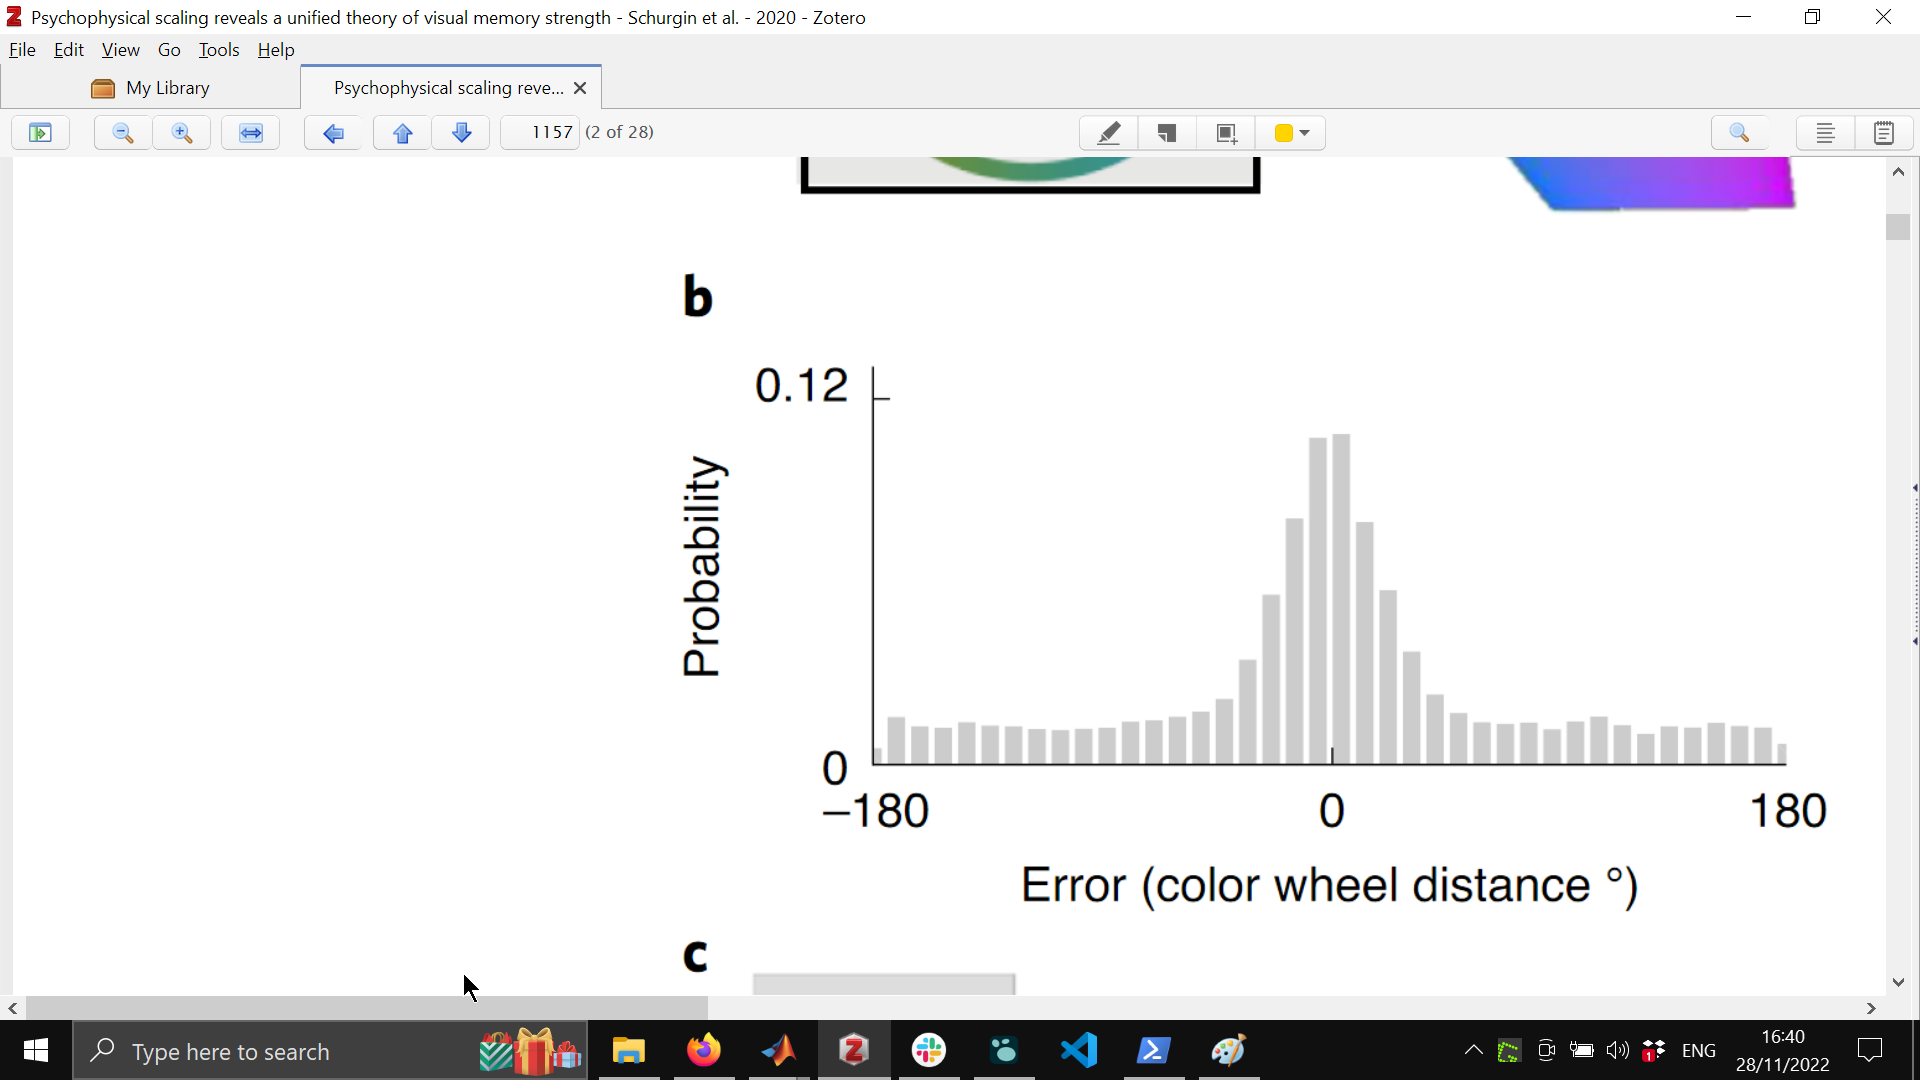 Psychophysical scaling reveals a unified theory of visual memory strength - Schurgin et al. - 2020 - Zotero
File Edit View Go Tools Help
My Library
Psychophysical scaling reve...
1157 (2 of 28)
b
0.12
Probability
0
–180 0 180
Error (color wheel distance °)
c
Type here to search
1
ENG
16:40
28/11/2022